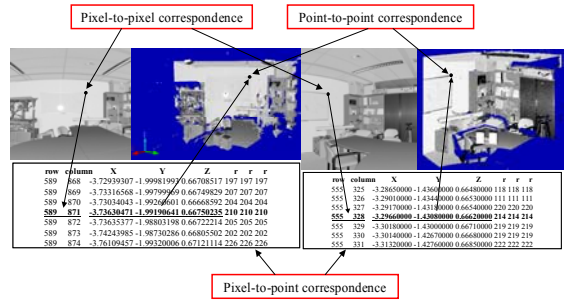 Pixel-to-pixel correspondence
Point-to-point correspondence
row column X Y Z r r r
589 868 -3.72939307 -1.99981993 0.66708517 197 197 197
589 869 -3.73316568 -1.99799969 0.66749829 207 207 207
589 870 -3.73034043 -1.99260601 0.66668592 204 204 204
589 871 -3.73630471 -1.99190641 0.66750235 210 210 210
589 872 -3.73635377 -1.98803198 0.66722214 205 205 205
589 873 -3.74243985 -1.98730286 0.66805502 202 202 202
589 874 -3.76109457 -1.99320006 0.67121114 226 226 226
row column X Y Z r r r
555 325 -3.28650000 -1.43600000 0.66480000 118 118 118
555 326 -3.29010000 -1.43440000 0.66530000 111 111 111
555 327 -3.29170000 -1.43180000 0.66540000 220 220 220
555 328 -3.29660000 -1.43080000 0.66620000 214 214 214
555 329 -3.30180000 -1.43000000 0.66710000 219 219 219
555 330 -3.30140000 -1.42670000 0.66680000 219 219 219
555 331 -3.31320000 -1.42760000 0.66850000 222 222 222
Pixel-to-point correspondence